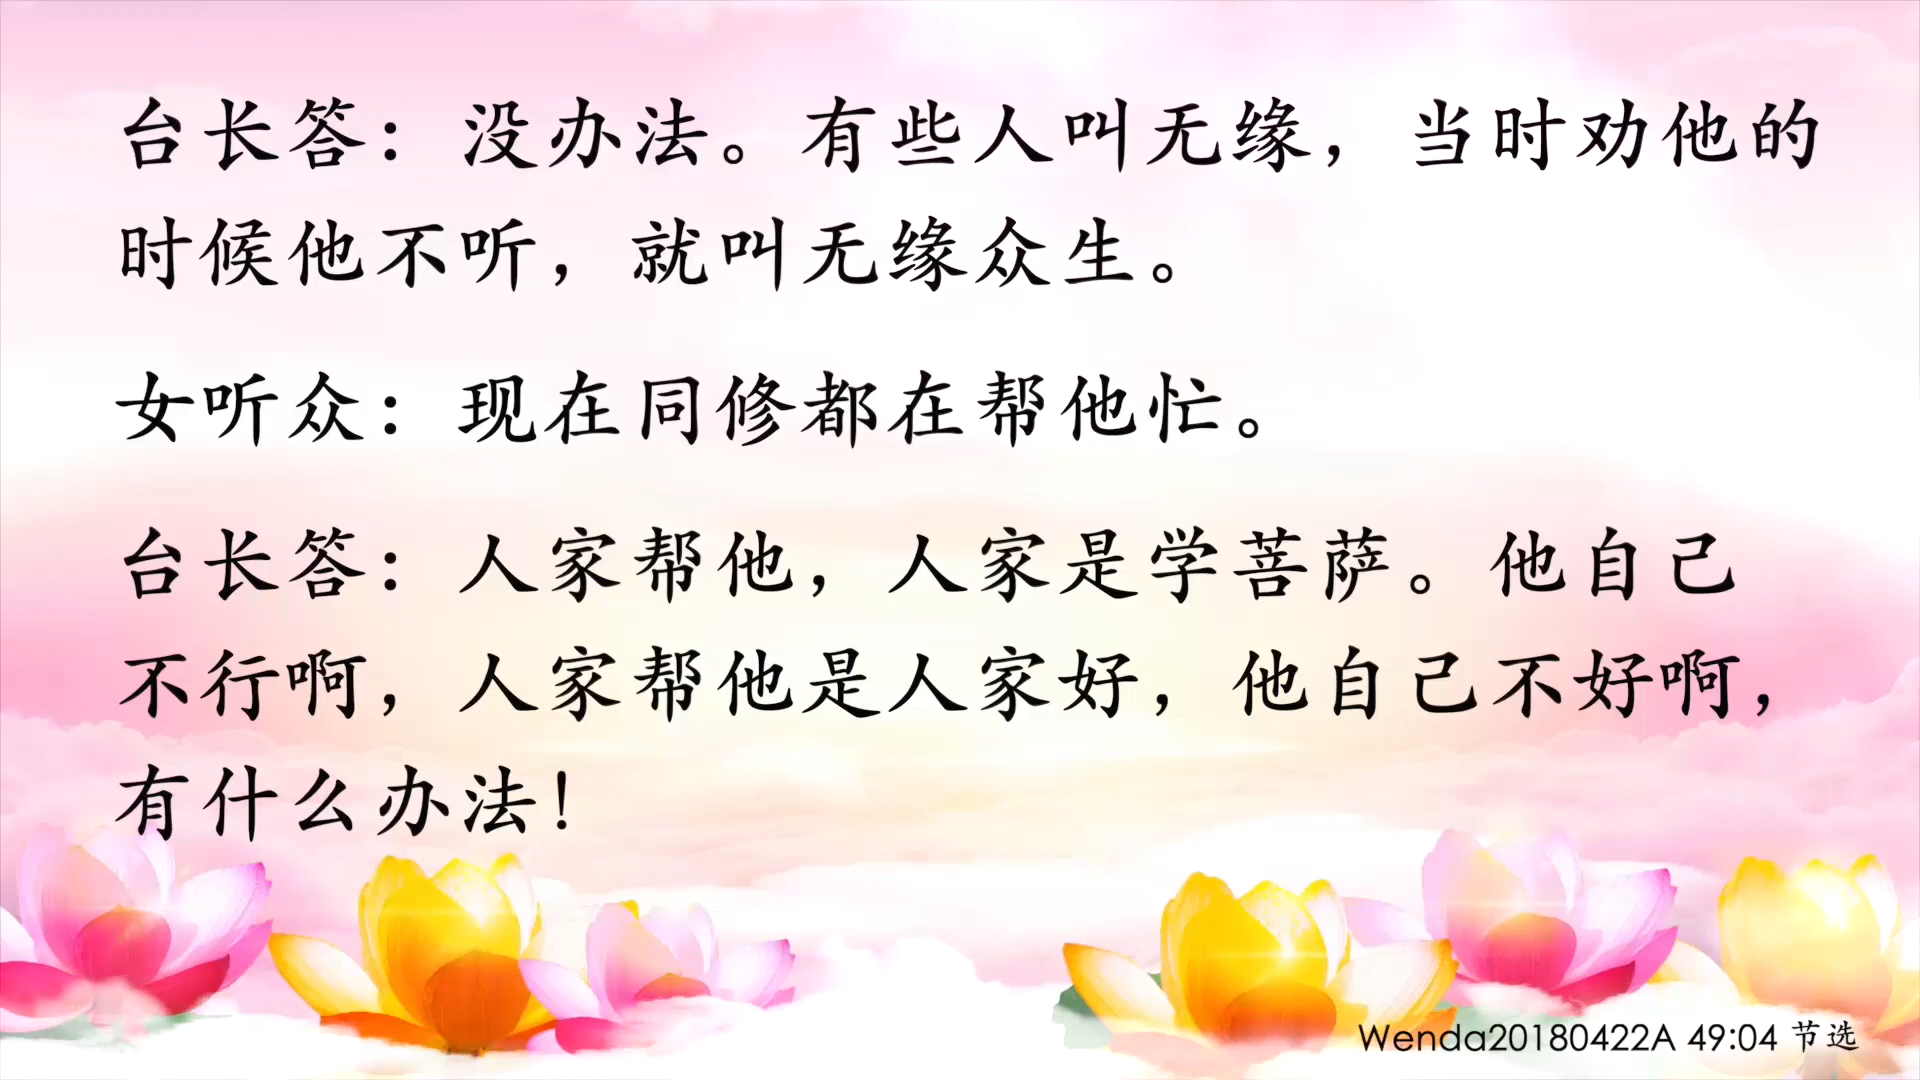 台长答：没办法。有些人叫无缘，当时劝他的
时候他不听，就叫无缘众生。
女听众：现在同修都在帮他忙。
台长答：人家帮他，人家是学菩萨。他自己
不行啊，人家帮他是人家好，他自己不好啊，
有什么办法！
Wenda20180422A 49:04 节选